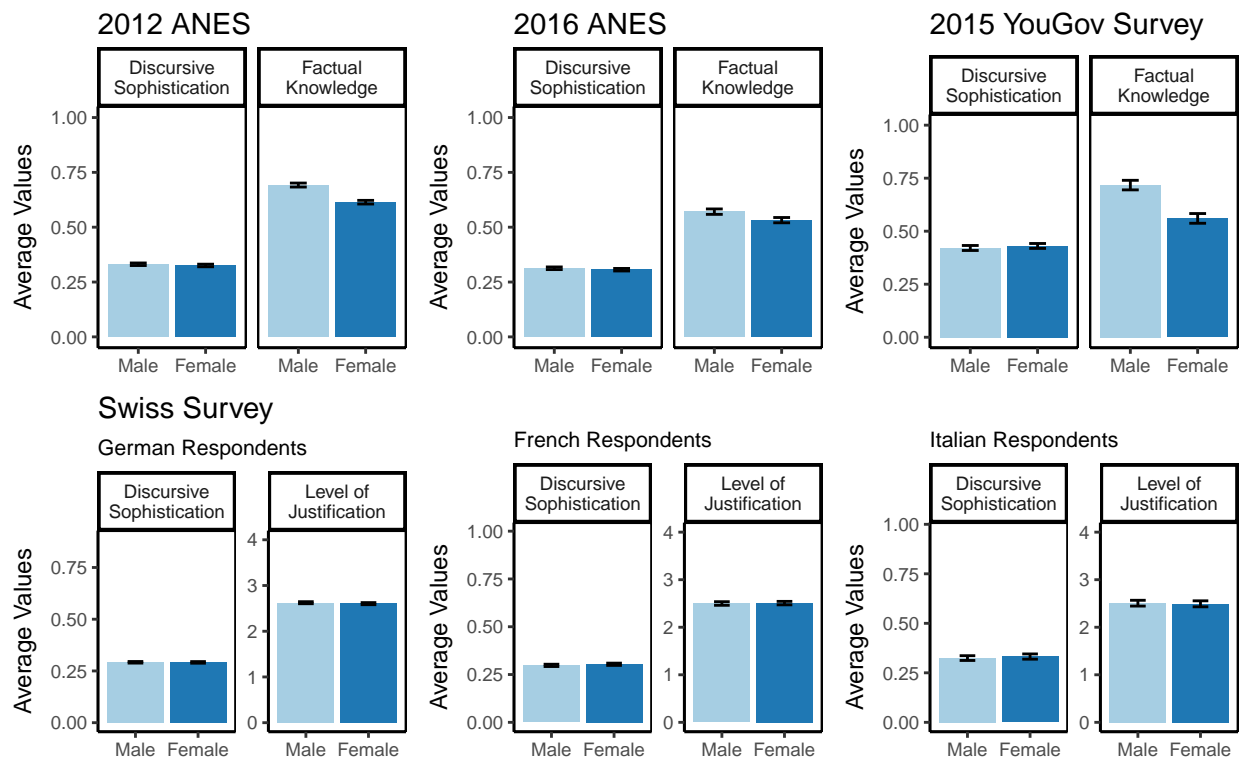 2012 ANES
Discursive
Sophistication
Factual
Knowledge
Average Values
1.00
0.75
0.50
0.25
0.00
Male Female
Male Female
2016 ANES
Discursive
Sophistication
Factual
Knowledge
Average Values
1.00
0.75
0.50
0.25
0.00
Male Female
Male Female
2015 YouGov Survey
Discursive
Sophistication
Factual
Knowledge
Average Values
1.00
0.75
0.50
0.25
0.00
Male Female
Male Female
Swiss Survey
German Respondents
Discursive
Sophistication
Level of
Justification
Average Values
0.75
0.50
0.25
0.00
4
3
2
1
0
Male Female
Male Female
French Respondents
Discursive
Sophistication
Level of
Justification
Average Values
1.00
0.75
0.50
0.25
0.00
4
3
2
1
0
Male Female
Male Female
Italian Respondents
Discursive
Sophistication
Level of
Justification
Average Values
1.00
0.75
0.50
0.25
0.00
4
3
2
1
0
Male Female
Male Female